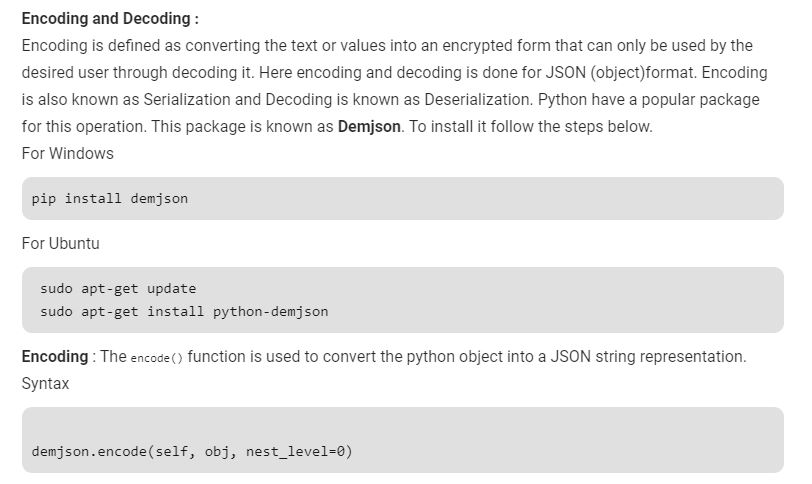 Encoding and Decoding :
Encoding is defined as converting the text or values into an encrypted form that can only be used by the
desired user through decoding it. Here encoding and decoding is done for JSON (object)format. Encoding
is also known as Serialization and Decoding is known as Deserialization. Python have a popular package
for this operation. This package is known as Demjson. To install it follow the steps below.
For Windows
pip install demjson
For Ubuntu
sudo apt-get update
sudo apt-get install python-demjson
Encoding : The encode() function is used to convert the python object into a JSON string representation.
Syntax
demjson.encode(self, obj, nest_level=0)